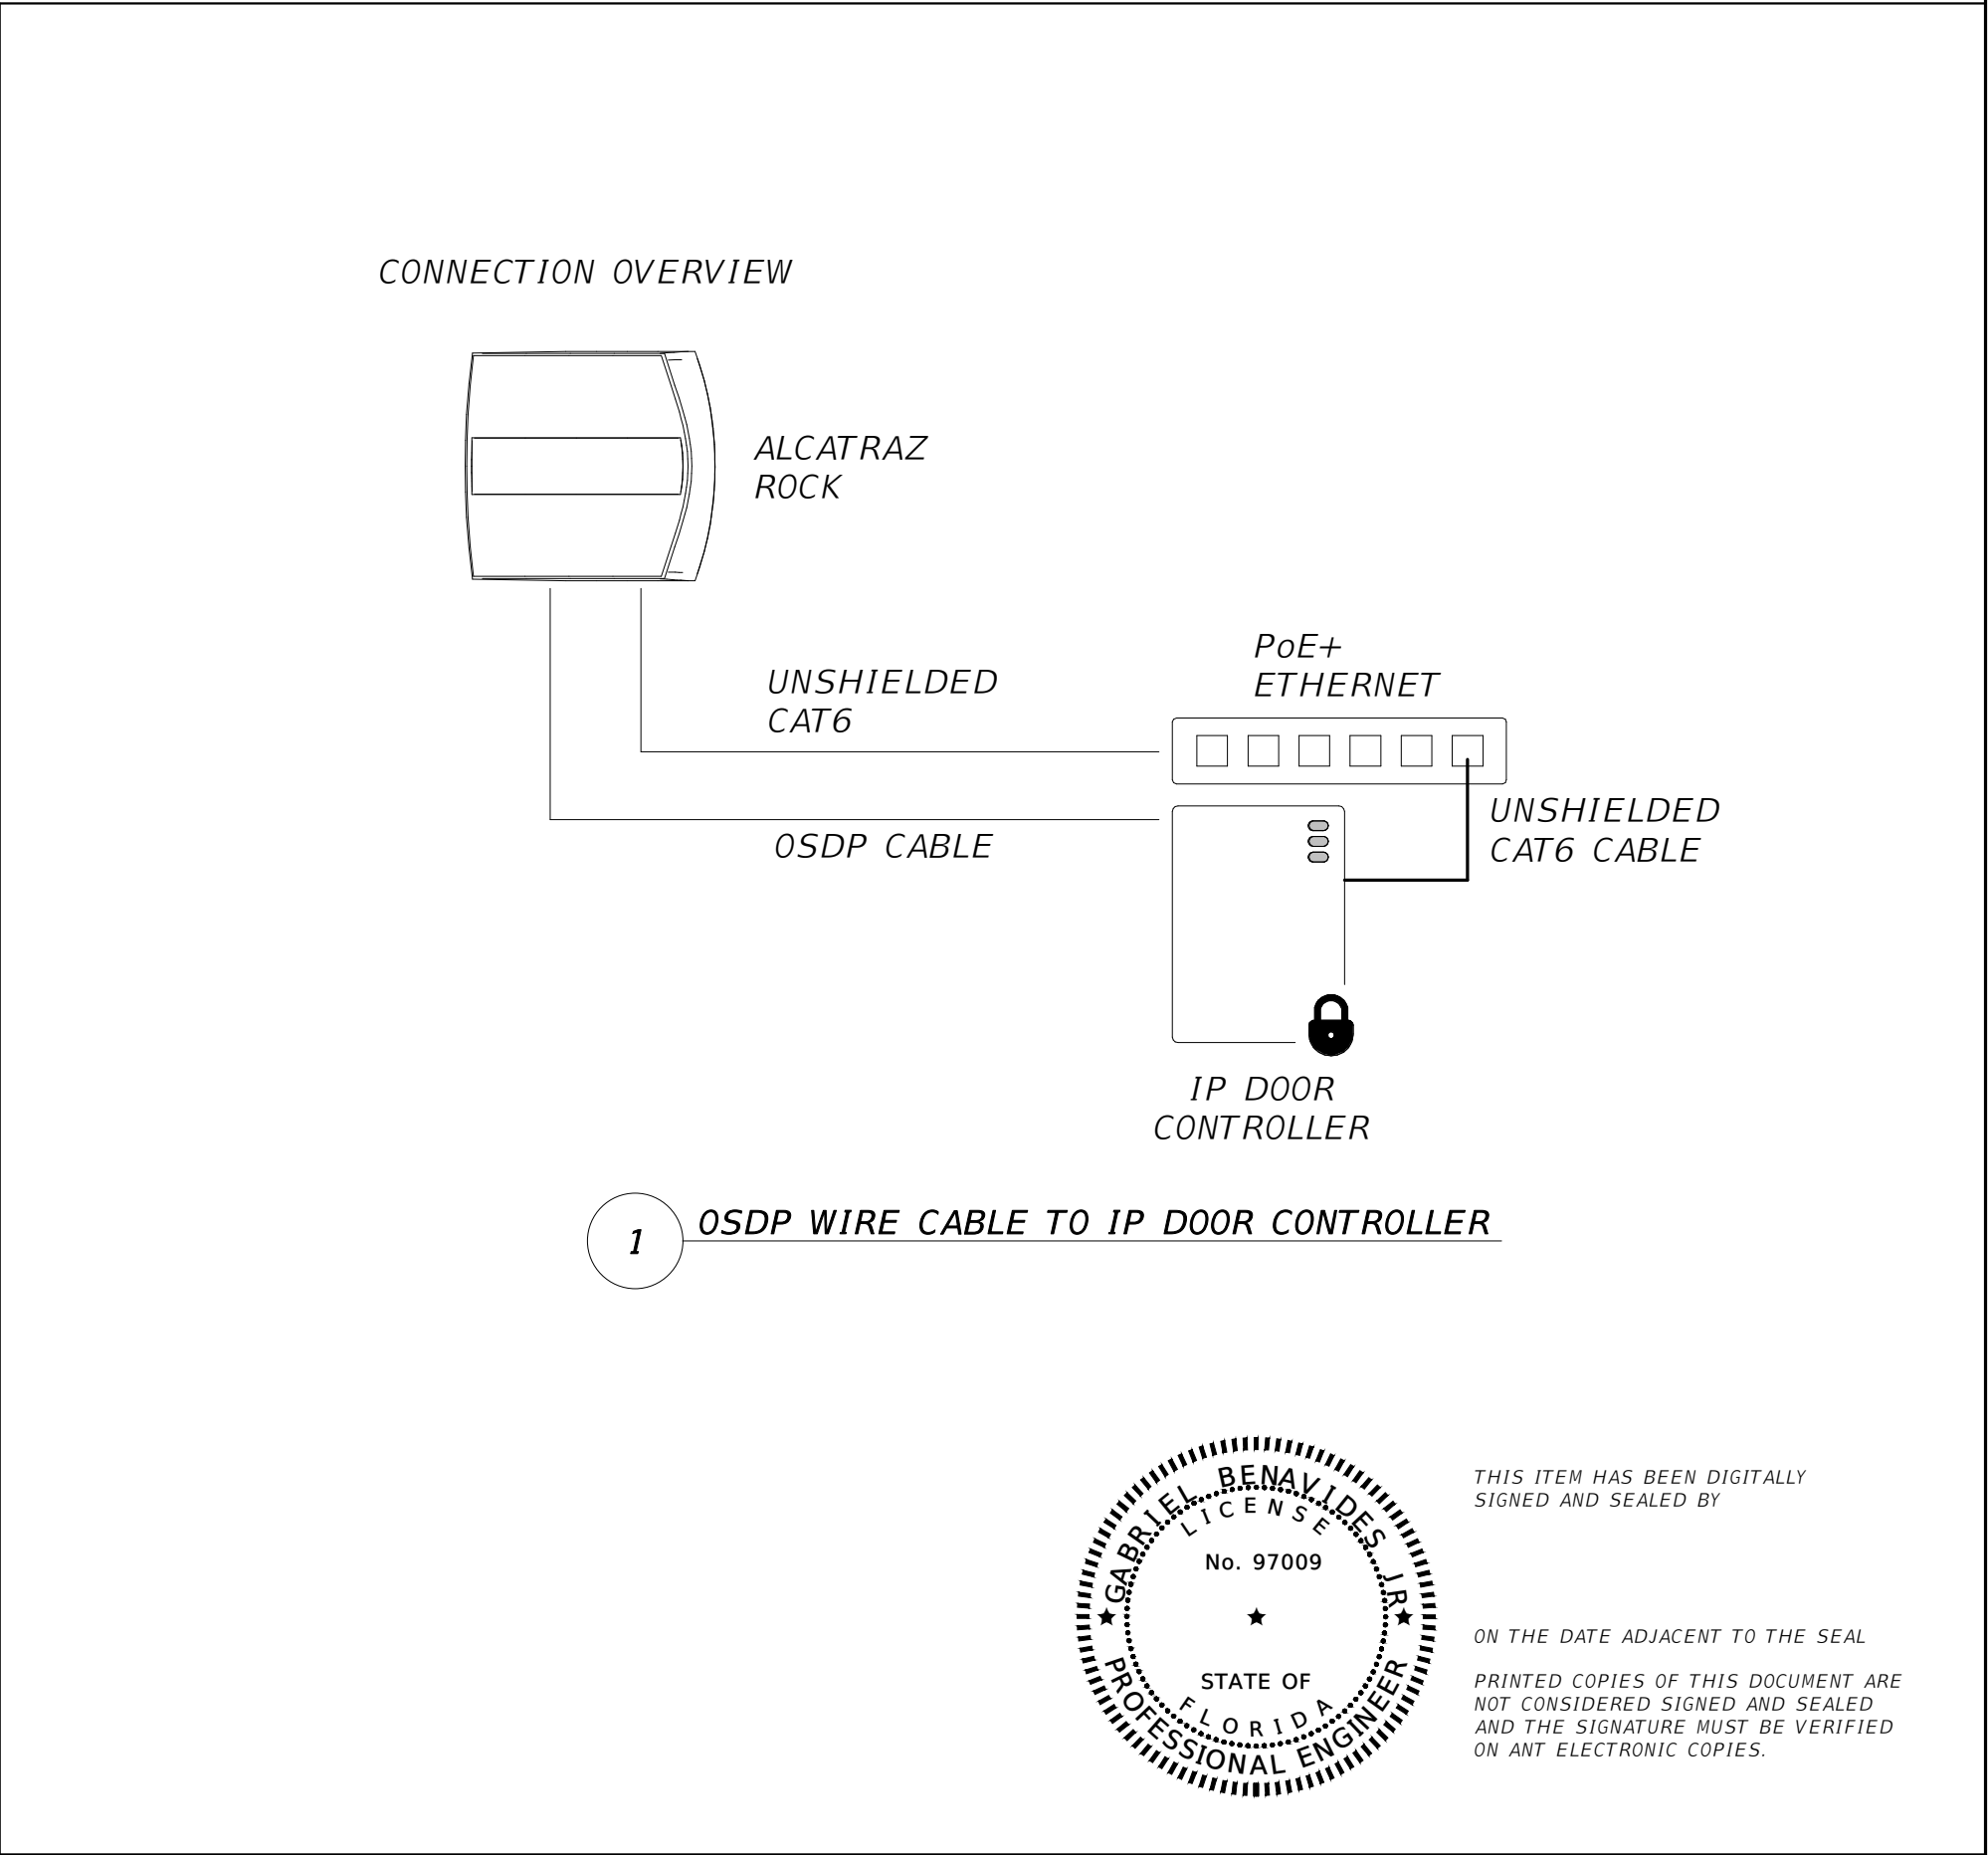 CONNECTION OVERVIEW
ALCATRAZ
ROCK
UNSHIELDED
CAT6
PoE+
ETHERNET
UNSHIELDED
CAT6 CABLE
OSDP CABLE
IP DOOR
CONTROLLER
1
OSDP WIRE CABLE TO IP DOOR CONTROLLER
GABRIEL BENAVIDES JR
LICENSE
No. 97009
STATE OF
FLORIDA
PROFESSIONAL ENGINEER
THIS ITEM HAS BEEN DIGITALLY
SIGNED AND SEALED BY
ON THE DATE ADJACENT TO THE SEAL
PRINTED COPIES OF THIS DOCUMENT ARE
NOT CONSIDERED SIGNED AND SEALED
AND THE SIGNATURE MUST BE VERIFIED
ON ANT ELECTRONIC COPIES.